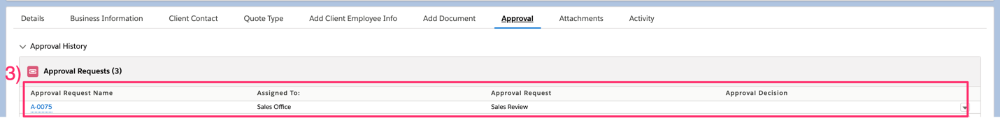 Details Business Information Client Contact Quote Type Add Client Employee Info Add Document Approval Attachments Activity
Approval History
3) Approval Requests (3)
Approval Request Name Assigned To: Approval Request Approval Decision
A-0075 Sales Office Sales Review